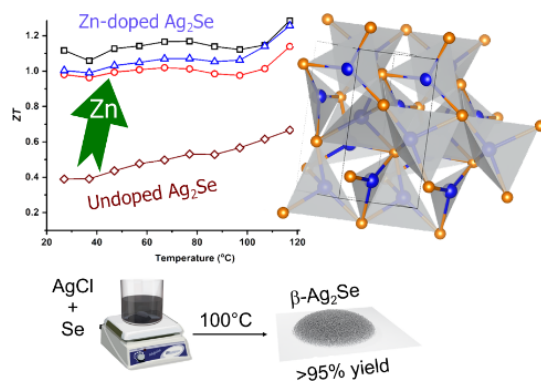 Zn-doped Ag₂Se
1.2
1.0
0.8
0.6
0.4
0.2
ZT
Zn
Undoped Ag₂Se
20
40
60
80
100
120
Temperature (°C)
AgCl
+
Se
100°C
β-Ag₂Se
>95% yield